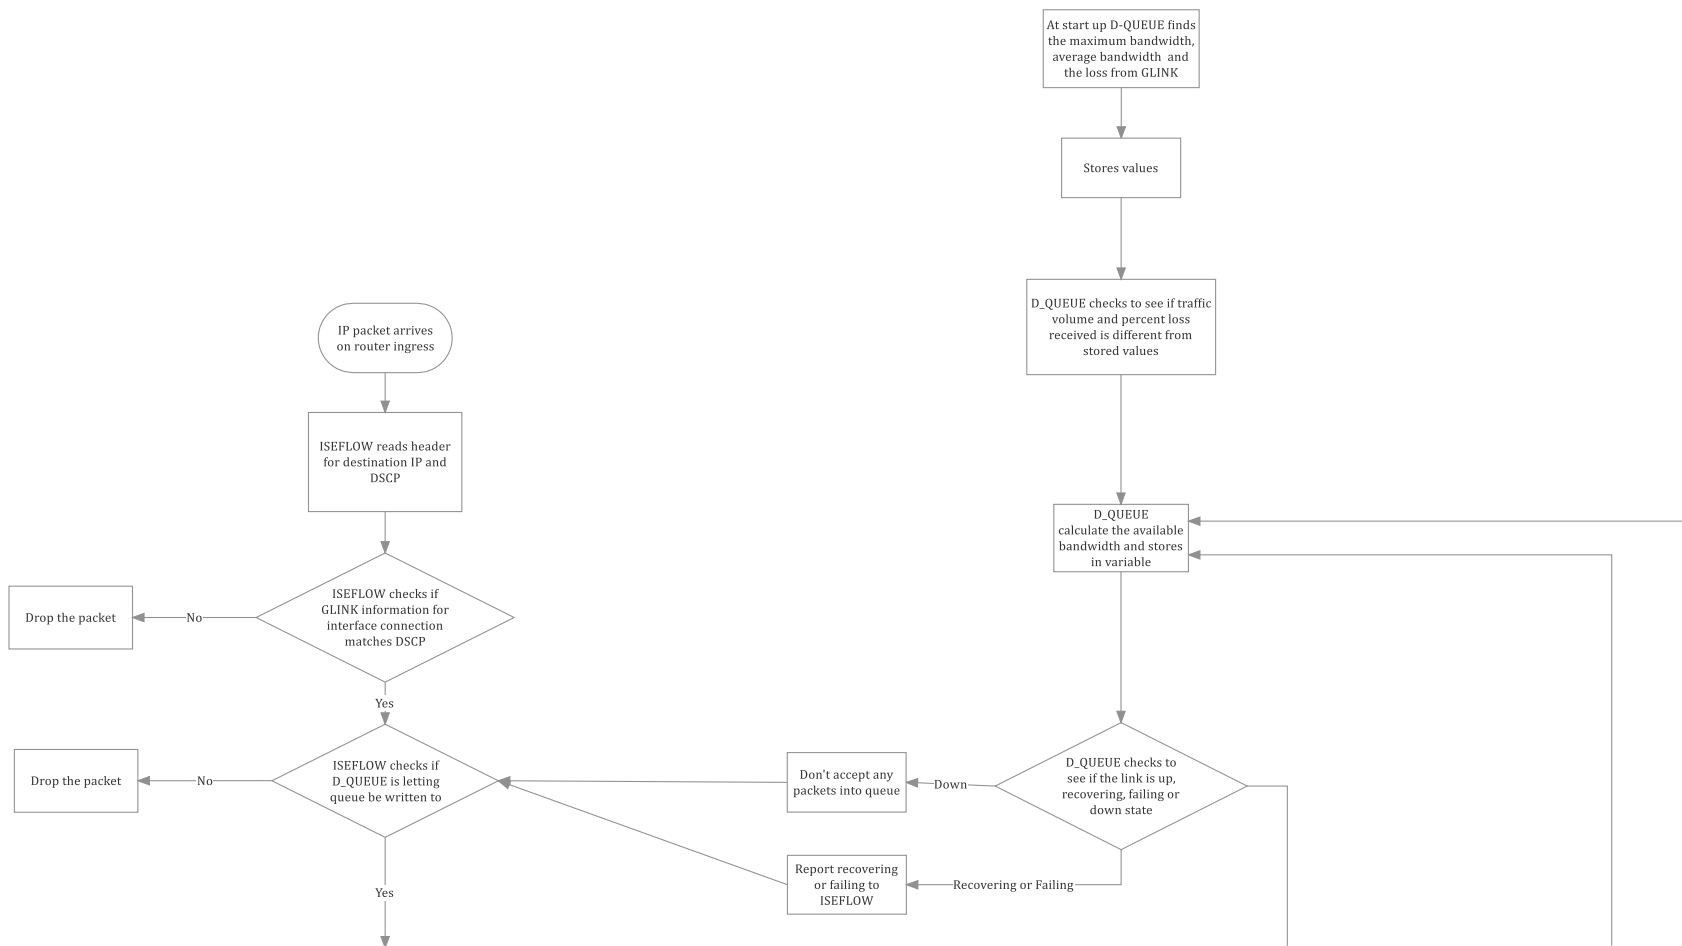 At start up D-QUEUE finds
the maximum bandwidth,
average bandwidth and
the loss from GLINK
Stores values
D_QUEUE checks to see if traffic
volume and percent loss
received is different from
stored values
IP packet arrives
on router ingress
ISEFLOW reads header
for destination IP and
DSCP
D_QUEUE
calculate the available
bandwidth and stores
in variable
ISEFLOW checks if
GLINK information for
interface connection
matches DSCP
No
Drop the packet
Yes
ISEFLOW checks if
D_QUEUE is letting
queue be written to
No
Drop the packet
Don't accept any
packets into queue
Down
D_QUEUE checks to
see if the link is up,
recovering, failing or
down state
Report recovering
or failing to
ISEFLOW
Recovering or Failing
Yes